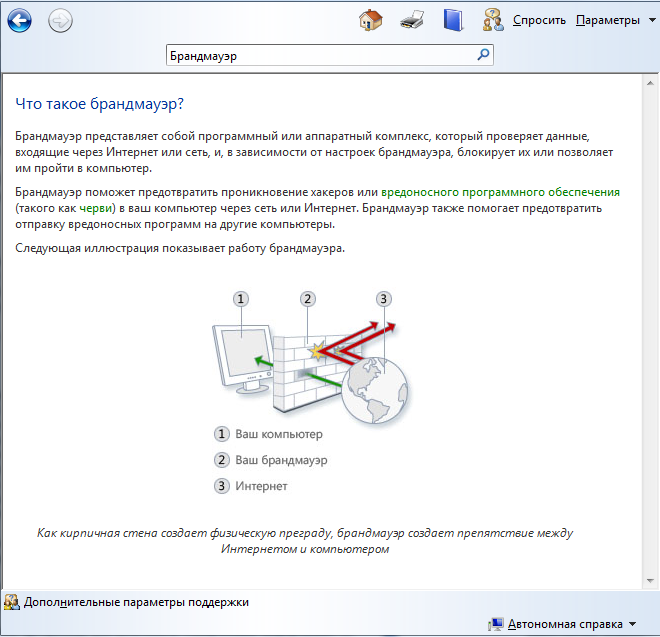 Спросить Параметры
Брандмауэр
Что такое брандмауэр?
Брандмауэр представляет собой программный или аппаратный комплекс, который проверяет данные,
входящие через Интернет или сеть, и, в зависимости от настроек брандмауэра, блокирует их или позволяет
им пройти в компьютер.
Брандмауэр поможет предотвратить проникновение хакеров или вредоносного программного обеспечения
(такого как черви) в ваш компьютер через сеть или Интернет. Брандмауэр также помогает предотвратить
отправку вредоносных программ на другие компьютеры.
Следующая иллюстрация показывает работу брандмауэра.
1 2 3
1 Ваш компьютер
2 Ваш брандмауэр
3 Интернет
Как кирпичная стена создает физическую преграду, брандмауэр создает препятствие между
Интернетом и компьютером
Дополнительные параметры поддержки
Автономная справка